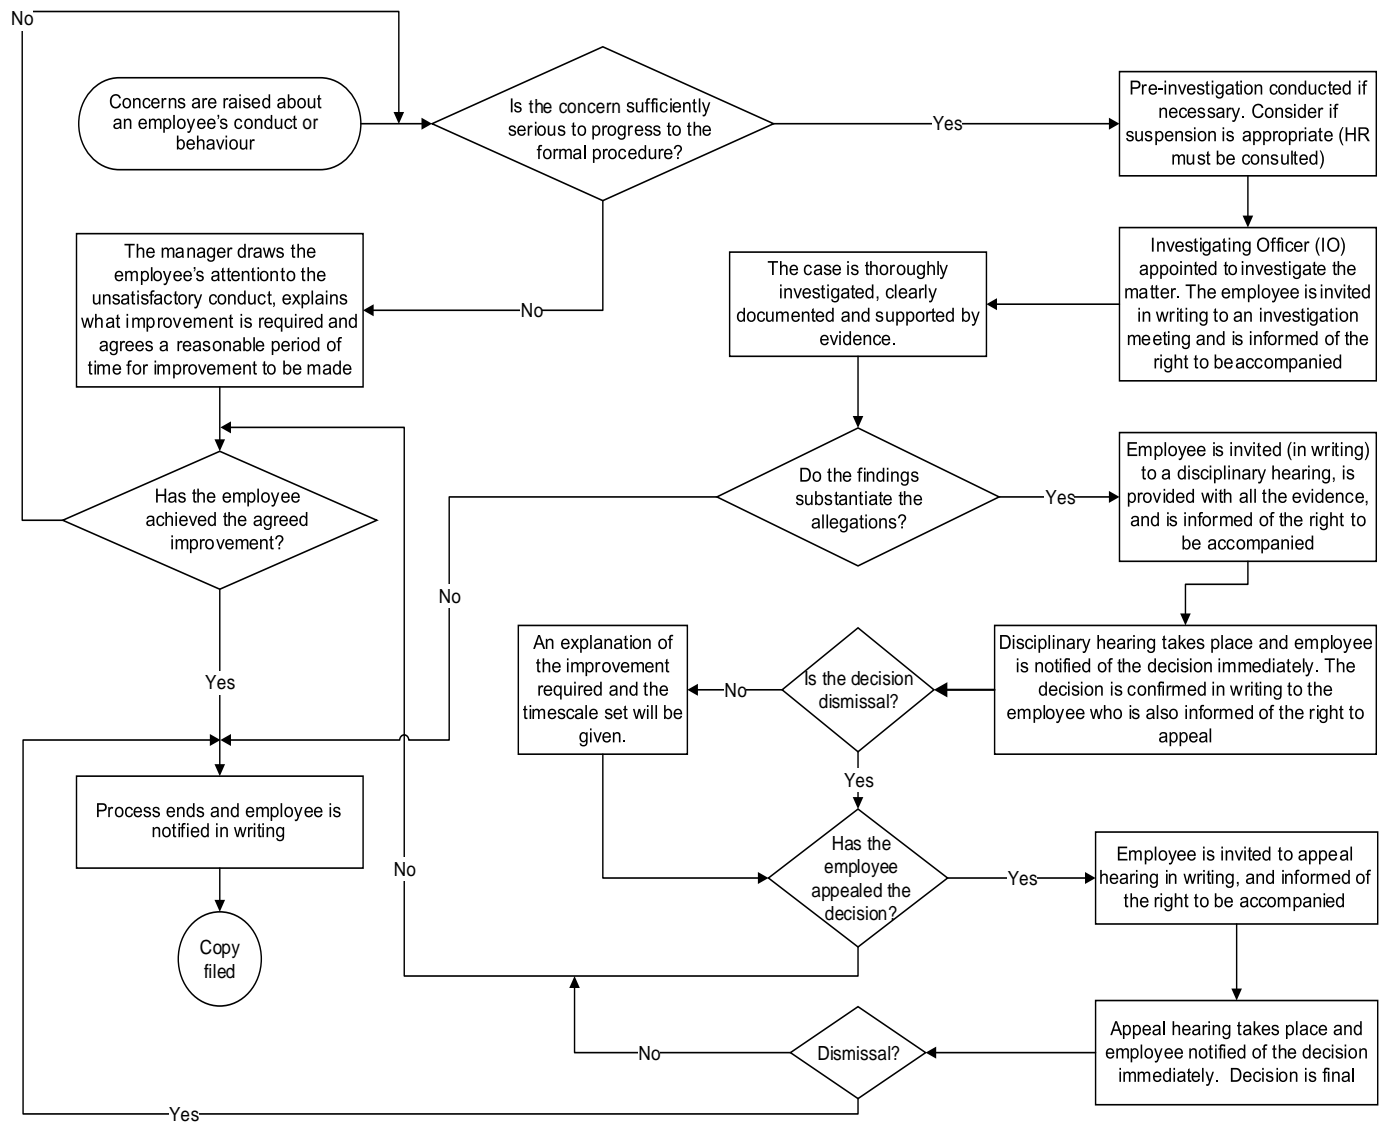 No
Concerns are raised about
an employee's conduct or
behaviour
Is the concern sufficiently
serious to progress to the
formal procedure?
Yes
Pre-investigation conducted if
necessary. Consider if
suspension is appropriate (HR
must be consulted)
The manager draws the
employee's attentionto the
unsatisfactory conduct, explains
what improvement is required and
agrees a reasonable period of
time for improvement to be made
No
The case is thoroughly
investigated, clearly
documented and supported by
evidence.
Investigating Officer (IO)
appointed to investigate the
matter. The employee is invited
in writing to an investigation
meeting and is informed of the
right to be accompanied
Has the employee
achieved the agreed
improvement?
Do the findings
substantiate the
allegations?
Yes
Employee is invited (in writing)
to a disciplinary hearing, is
provided with all the evidence,
and is informed of the right to
be accompanied
No
Yes
An explanation of
the improvement
required and the
timescale set will be
given.
No
Is the decision
dismissal?
Disciplinary hearing takes place and employee
is notified of the decision immediately. The
decision is confirmed in writing to the
employee who is also informed of the right to
appeal
Yes
Process ends and employee is
notified in writing
No
Has the
employee
appealed the
decision?
Yes
Employee is invited to appeal
hearing in writing, and informed of
the right to be accompanied
Copy
filed
No
Dismissal?
Appeal hearing takes place and
employee notified of the decision
immediately.  Decision is final
Yes